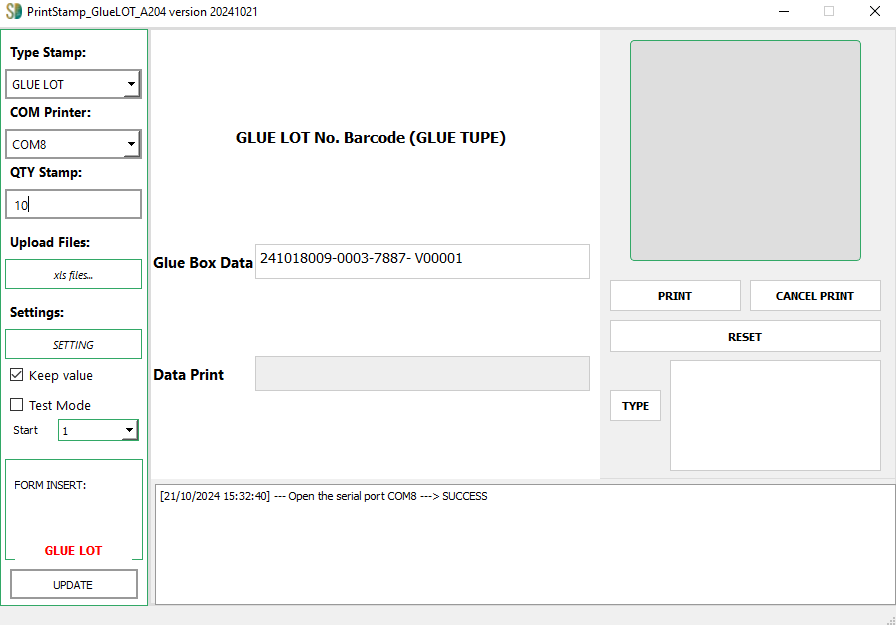 SD PrintStamp_GlueLOT_A204 version 20241021
Type Stamp:
GLUE LOT
COM Printer:
COM8
QTY Stamp:
10
Upload Files:
xls files...
Settings:
SETTING
Keep value
Test Mode
Start 1
FORM INSERT:
GLUE LOT
UPDATE
GLUE LOT No. Barcode (GLUE TUPE)
Glue Box Data 241018009-0003-7887- V00001
Data Print
PRINT CANCEL PRINT
RESET
TYPE
[21/10/2024 15:32:40] --- Open the serial port COM8 ---> SUCCESS